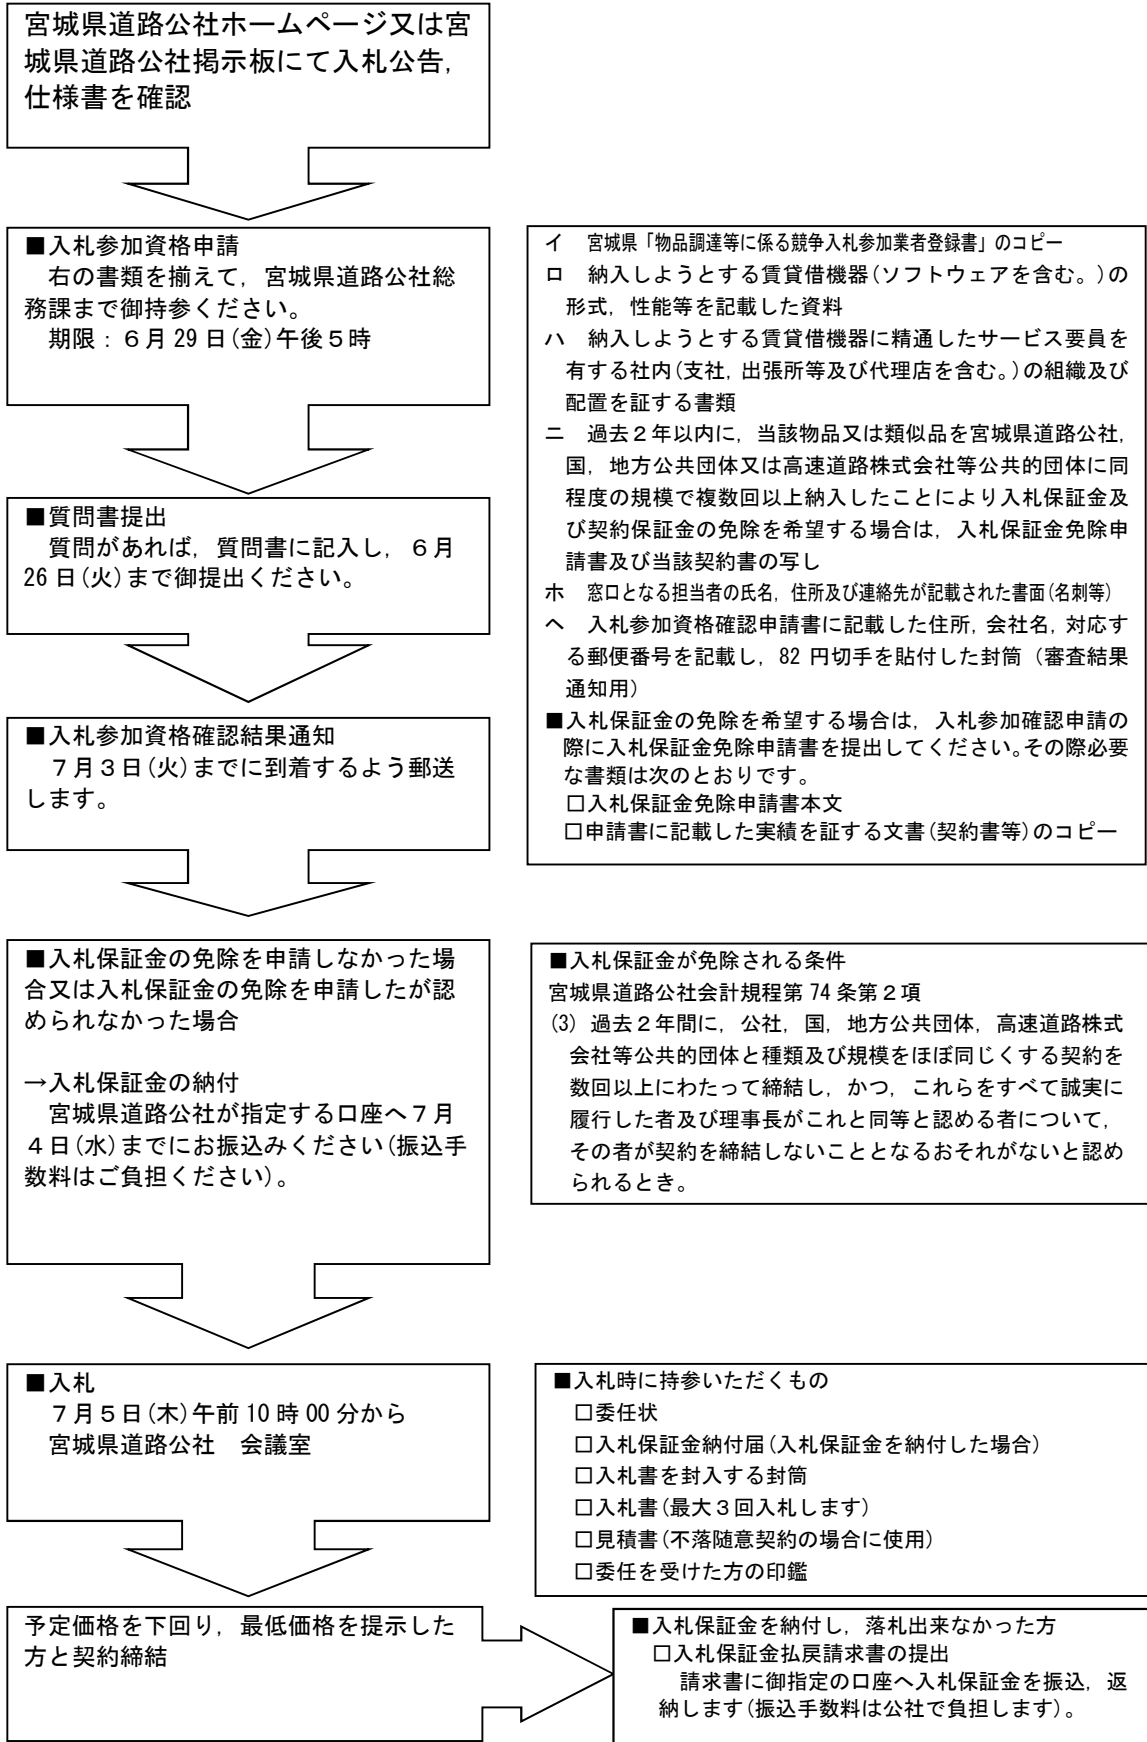 宮城県道路公社ホームページ又は宮
城県道路公社掲示板にて入札公告，
仕様書を確認
■入札参加資格申請
右の書類を揃えて，宮城県道路公社総
務課まで御持参ください。
期限：６月29日(金)午後５時
イ　宮城県「物品調達等に係る競争入札参加業者登録書」のコピー
ロ　納入しようとする賃貸借機器(ソフトウェアを含む。)の
形式，性能等を記載した資料
ハ　納入しようとする賃貸借機器に精通したサービス要員を
有する社内(支社，出張所等及び代理店を含む。)の組織及び
配置を証する書類
ニ　過去２年以内に，当該物品又は類似品を宮城県道路公社，
国，地方公共団体又は高速道路株式会社等公共的団体に同
程度の規模で複数回以上納入したことにより入札保証金及
び契約保証金の免除を希望する場合は，入札保証金免除申
請書及び当該契約書の写し
ホ　窓口となる担当者の氏名，住所及び連絡先が記載された書面(名刺等)
ヘ　入札参加資格確認申請書に記載した住所，会社名，対応す
る郵便番号を記載し，82円切手を貼付した封筒（審査結果
通知用）
■入札保証金の免除を希望する場合は，入札参加確認申請の
際に入札保証金免除申請書を提出してください。その際必要
な書類は次のとおりです。
□入札保証金免除申請書本文
□申請書に記載した実績を証する文書(契約書等)のコピー
■質問書提出
質問があれば，質問書に記入し，６月
26日(火)まで御提出ください。
■入札参加資格確認結果通知
７月３日(火)までに到着するよう郵送
します。
■入札保証金の免除を申請しなかった場
合又は入札保証金の免除を申請したが認
められなかった場合
→入札保証金の納付
宮城県道路公社が指定する口座へ７月
４日(水)までにお振込みください(振込手
数料はご負担ください)。
■入札保証金が免除される条件
宮城県道路公社会計規程第74条第２項
(3) 過去２年間に，公社，国，地方公共団体，高速道路株式
会社等公共的団体と種類及び規模をほぼ同じくする契約を
数回以上にわたって締結し，かつ，これらをすべて誠実に
履行した者及び理事長がこれと同等と認める者について，
その者が契約を締結しないこととなるおそれがないと認め
られるとき。
■入札
７月５日(木)午前10時00分から
宮城県道路公社　会議室
■入札時に持参いただくもの
□委任状
□入札保証金納付届(入札保証金を納付した場合)
□入札書を封入する封筒
□入札書(最大３回入札します)
□見積書(不落随意契約の場合に使用)
□委任を受けた方の印鑑
予定価格を下回り，最低価格を提示した
方と契約締結
■入札保証金を納付し，落札出来なかった方
□入札保証金払戻請求書の提出
請求書に御指定の口座へ入札保証金を振込，返
納します(振込手数料は公社で負担します)。